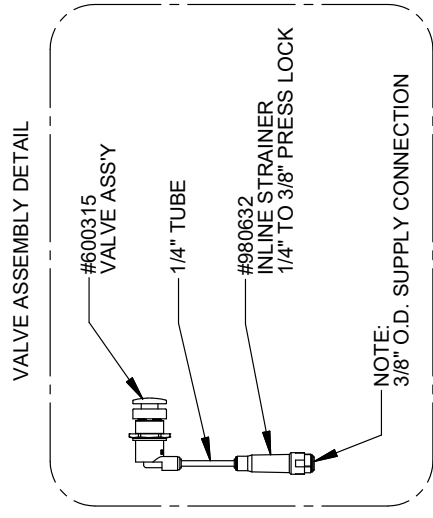 VALVE ASSEMBLY DETAIL
#600315
VALVE ASS'Y
1/4" TUBE
#980632
INLINE STRAINER
1/4" TO 3/8" PRESS LOCK
NOTE:
3/8" O.D. SUPPLY CONNECTION